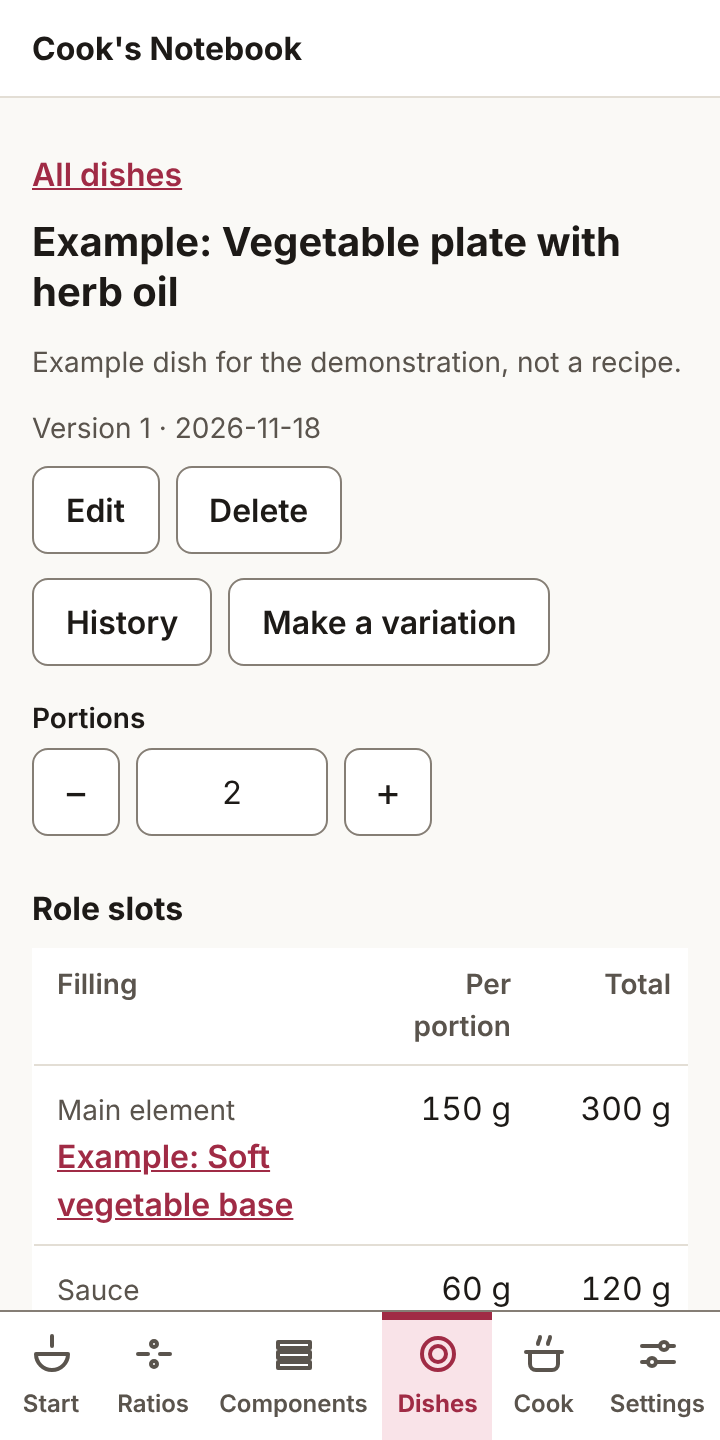 Cook's Notebook
All dishes
Example: Vegetable plate with
herb oil
Example dish for the demonstration, not a recipe.
Version 1 · 2026-11-18
Edit Delete
History Make a variation
Portions
− 2 +
Role slots
Filling Per portion Total
Main element 150 g 300 g
Example: Soft
vegetable base
Sauce 60 g 120 g
Start Ratios Components Dishes Cook Settings